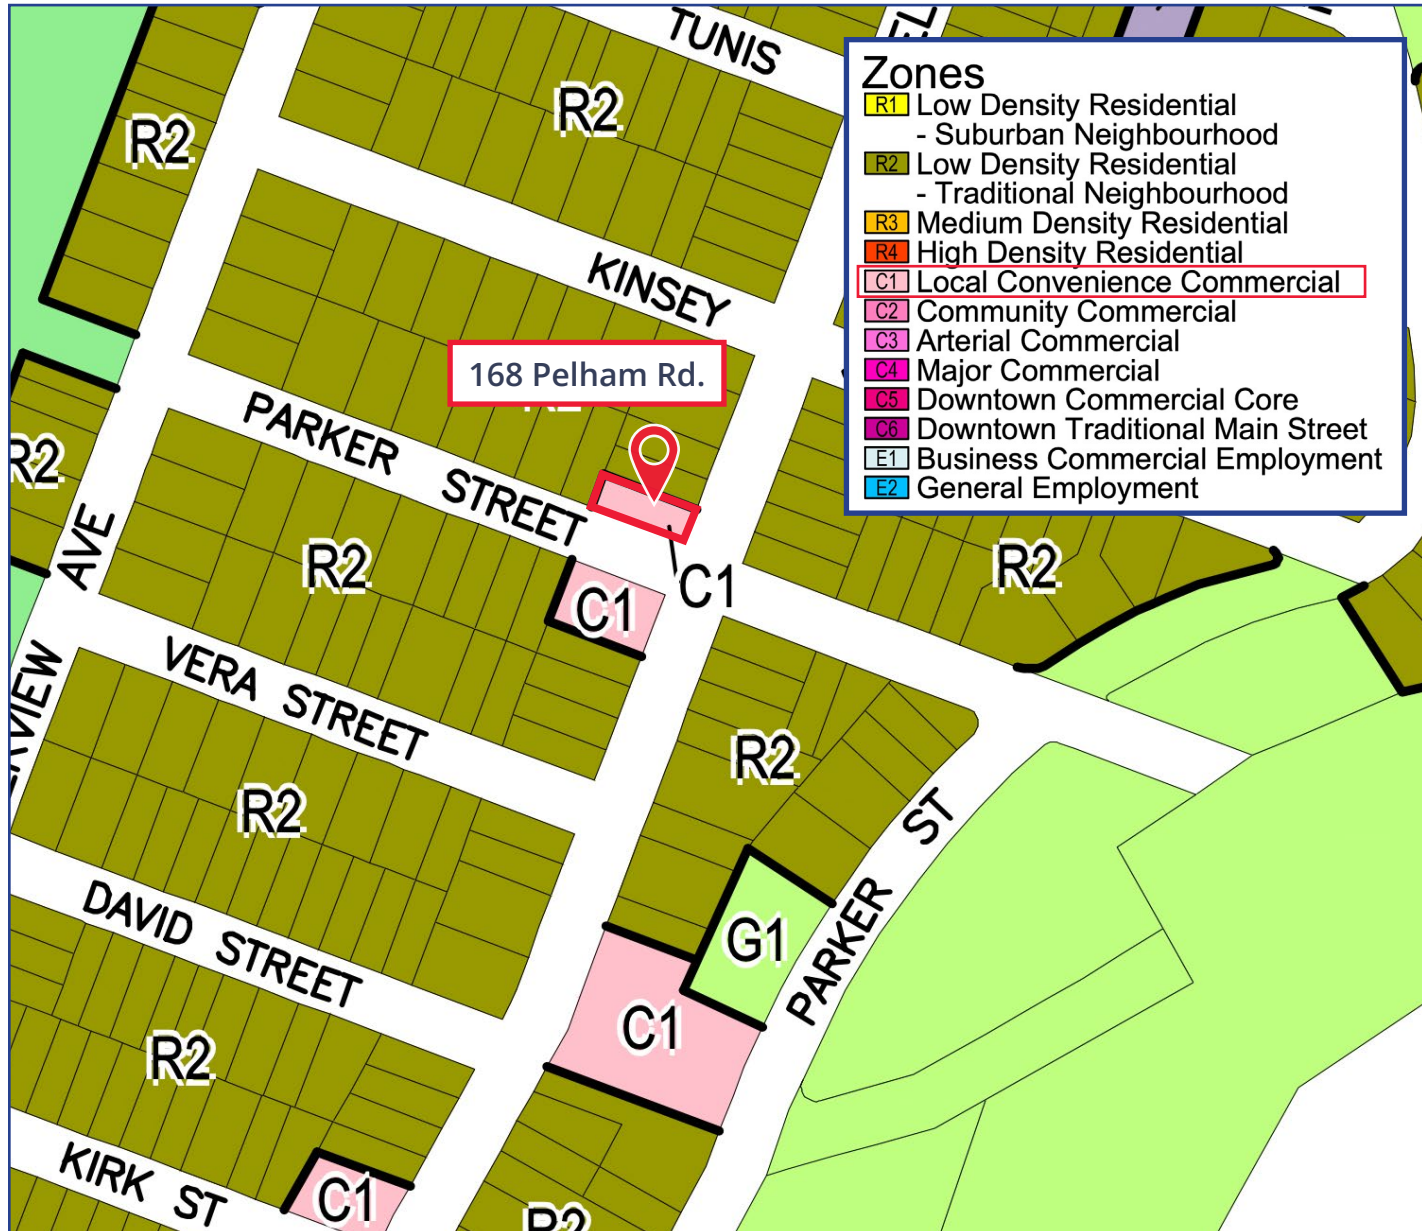 TUNIS
Zones
R1 Low Density Residential
- Suburban Neighbourhood
R2 Low Density Residential
- Traditional Neighbourhood
R3 Medium Density Residential
R4 High Density Residential
C1 Local Convenience Commercial
C2 Community Commercial
C3 Arterial Commercial
C4 Major Commercial
C5 Downtown Commercial Core
C6 Downtown Traditional Main Street
E1 Business Commercial Employment
E2 General Employment
R2
R2
KINSEY
168 Pelham Rd.
PARKER STREET
R2
AVE
R2
R2
C1
C1
VERA STREET
R2
R2
PARKER ST
DAVID STREET
G1
C1
R2
KIRK ST
C1
R2